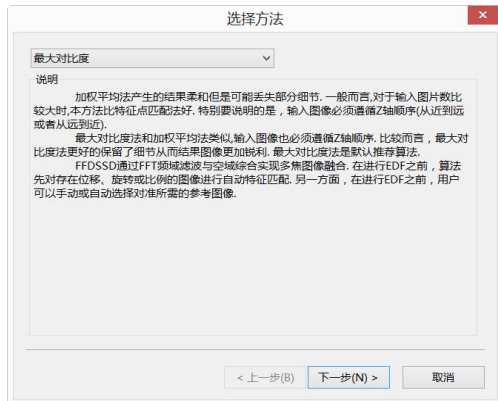 选择方法
最大对比度
说明
加权平均法产生的结果柔和但是可能丢失部分细节. 一般而言,对于输入图片数比
较大时,本方法比特征点匹配法好. 特别要说明的是，输入图像必须遵循Z轴顺序(从近到远
或者从远到近).
最大对比度法和加权平均法类似,输入图像也必须遵循Z轴顺序. 比较而言，最大对
比度法更好的保留了细节从而结果图像更加锐利. 最大对比度法是默认推荐算法.
FFDSSD通过FFT频域滤波与空域综合实现多焦图像融合. 在进行EDF之前，算法
先对存在位移、旋转或比例的图像进行自动特征匹配. 另一方面，在进行EDF之前，用户
可以手动或自动选择对准所需的参考图像.
< 上一步(B) 下一步(N) > 取消